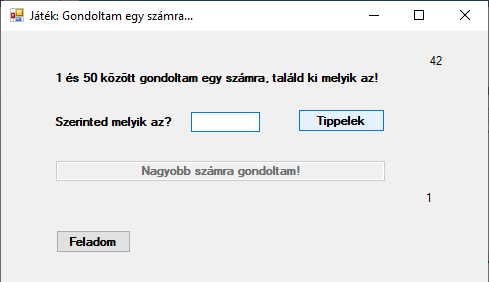 Játék: Gondoltam egy számra...
42
1 és 50 között gondoltam egy számra, találd ki melyik az!
Szerinted melyik az?
Tippelek
Nagyobb számra gondoltam!
1
Feladom